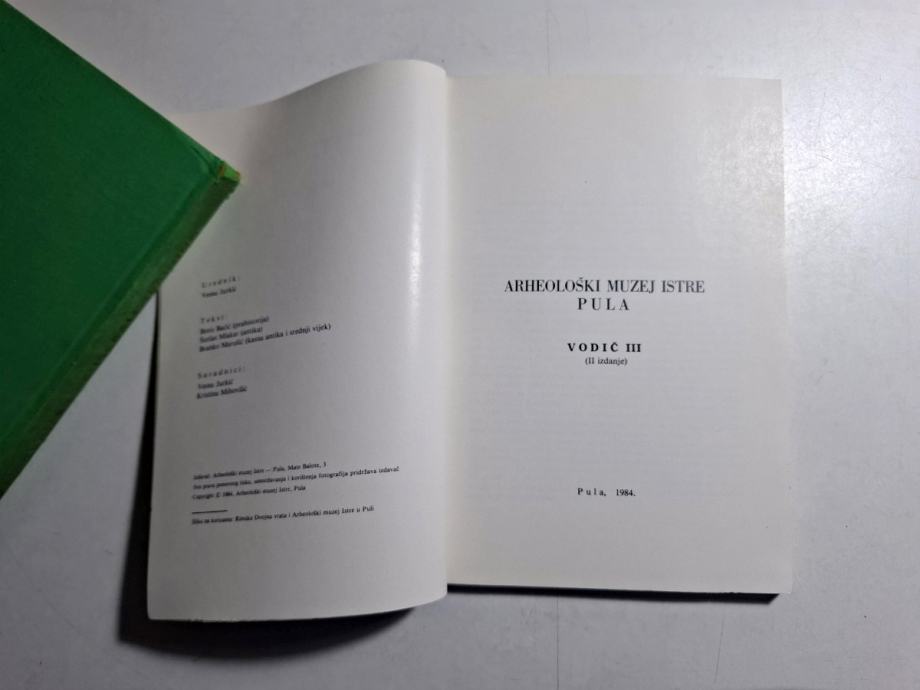 Urednik:
Vesna Jurkić
Tekst:
Boris Bačić (prahistorija)
Štefan Mlakar (antika)
Branko Marušić (kasna antika i srednji vijek)
Suradnici:
Vesna Jurkić
Kristina Mihovilić
Izdavač: Arheološki muzej Istre — Pula, Mate Balote, 3
Sva prava ponovnog tiska, umnožavanja i korištenja fotografija pridržava izdavač
Copyright © 1984, Arheološki muzej Istre, Pula
Slika na koricama: Rimska Dvojna vrata i Arheološki muzej Istre u Puli
ARHEOLOŠKI MUZEJ ISTRE
PULA
VODIČ III
(II izdanje)
Pula, 1984.